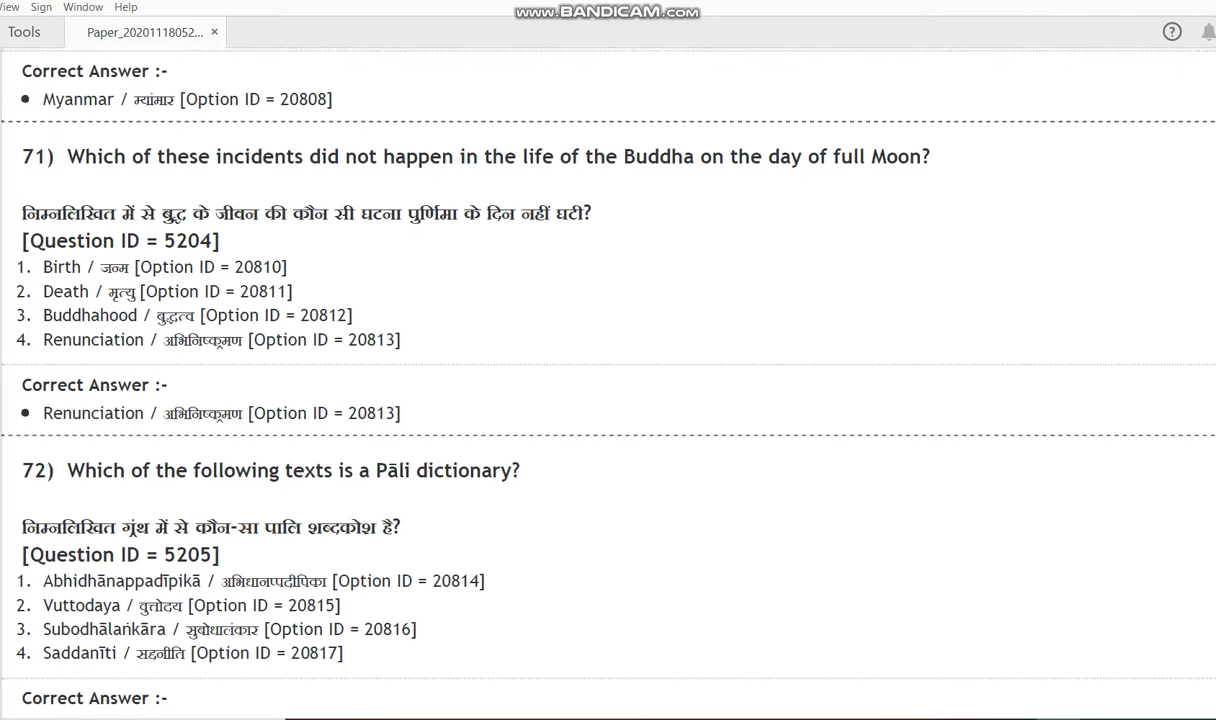 View Sign Window Help
www.BANDICAM.com
Tools Paper_20201118052... ×
Correct Answer :-
• Myanmar / म्यांमार [Option ID = 20808]
71) Which of these incidents did not happen in the life of the Buddha on the day of full Moon?
निम्नलिखित में से बुद्ध के जीवन की कौन सी घटना पुर्णिमा के दिन नहीं घटी?
[Question ID = 5204]
1. Birth / जन्म [Option ID = 20810]
2. Death / मृत्यु [Option ID = 20811]
3. Buddhahood / बुद्धत्व [Option ID = 20812]
4. Renunciation / अभिनिष्क्रमण [Option ID = 20813]
Correct Answer :-
• Renunciation / अभिनिष्क्रमण [Option ID = 20813]
72) Which of the following texts is a Pāli dictionary?
निम्नलिखित ग्रंथ में से कौन-सा पालि शब्दकोश है?
[Question ID = 5205]
1. Abhidhānappadīpikā / अभिधानप्पदीपिका [Option ID = 20814]
2. Vuttodaya / वुत्तोदय [Option ID = 20815]
3. Subodhālaṅkāra / सुबोधालंकार [Option ID = 20816]
4. Saddanīti / सद्दनीति [Option ID = 20817]
Correct Answer :-